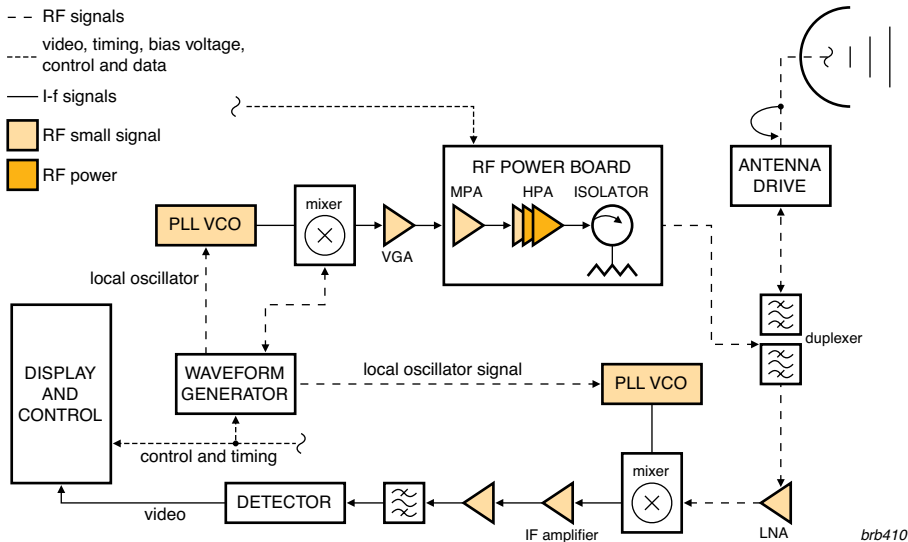 RF signals
video, timing, bias voltage,
control and data
I-f signals
RF small signal
RF power
RF POWER BOARD
MPA
HPA
ISOLATOR
ANTENNA
DRIVE
mixer
PLL VCO
VGA
local oscillator
duplexer
DISPLAY
AND
CONTROL
WAVEFORM
GENERATOR
local oscillator signal
PLL VCO
control and timing
mixer
DETECTOR
video
IF amplifier
LNA
brb410